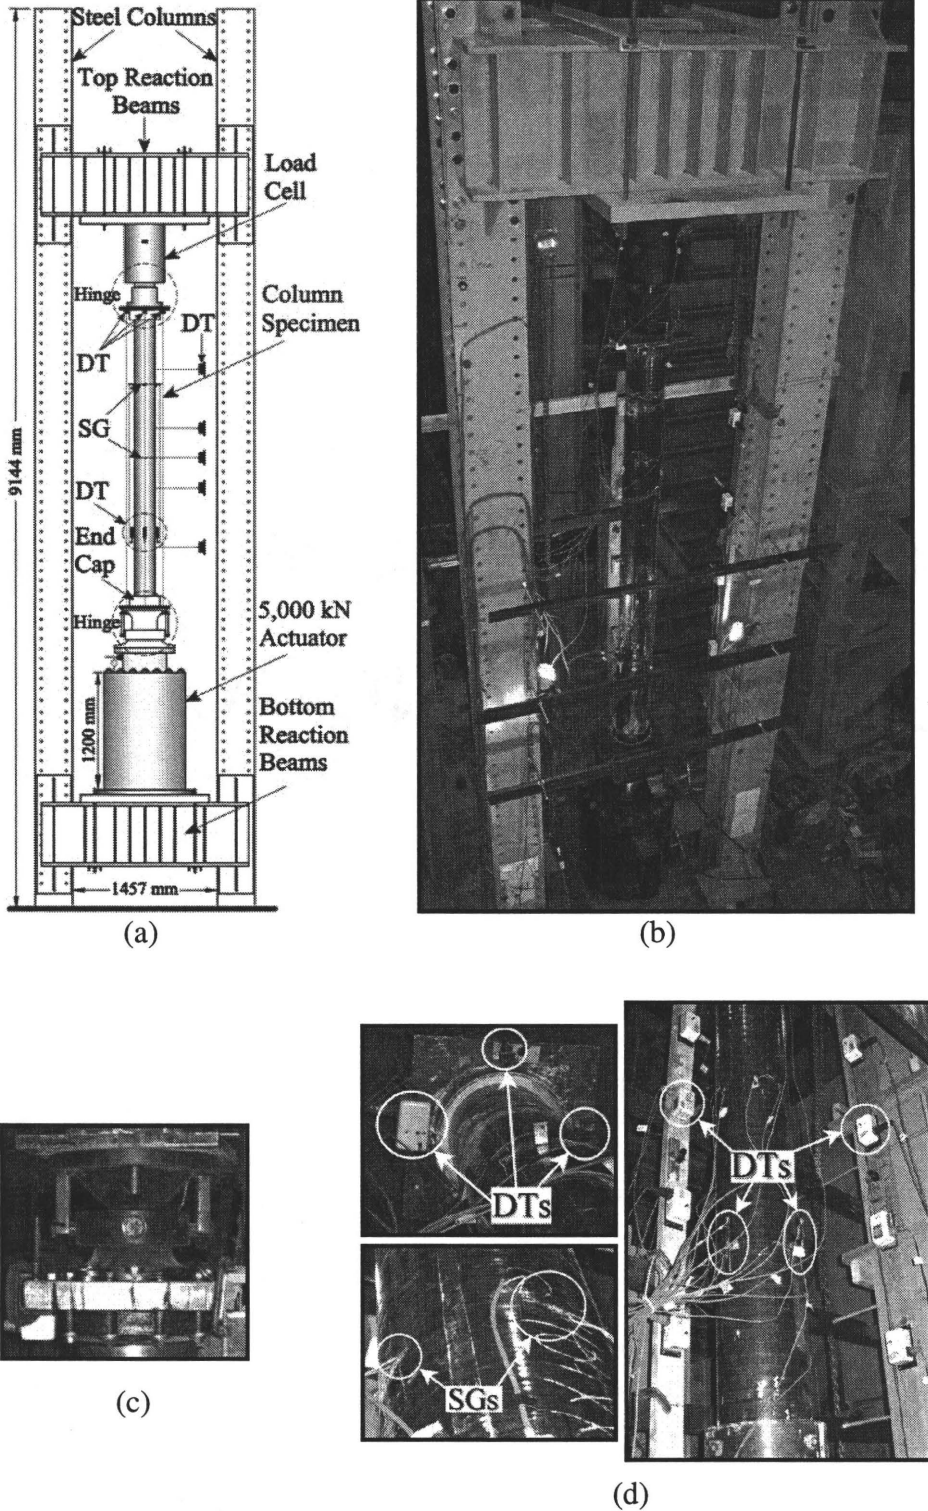 Steel Columns
Top Reaction
Beams
Load
Cell
Hinge
Column
Specimen
DT
DT
SG
9144 mm
DT
End
Cap
Hinge
5,000 kN
Actuator
1200 mm
Bottom
Reaction
Beams
1457 mm
(a)
(b)
DTs
DTs
SGs
(c)
(d)